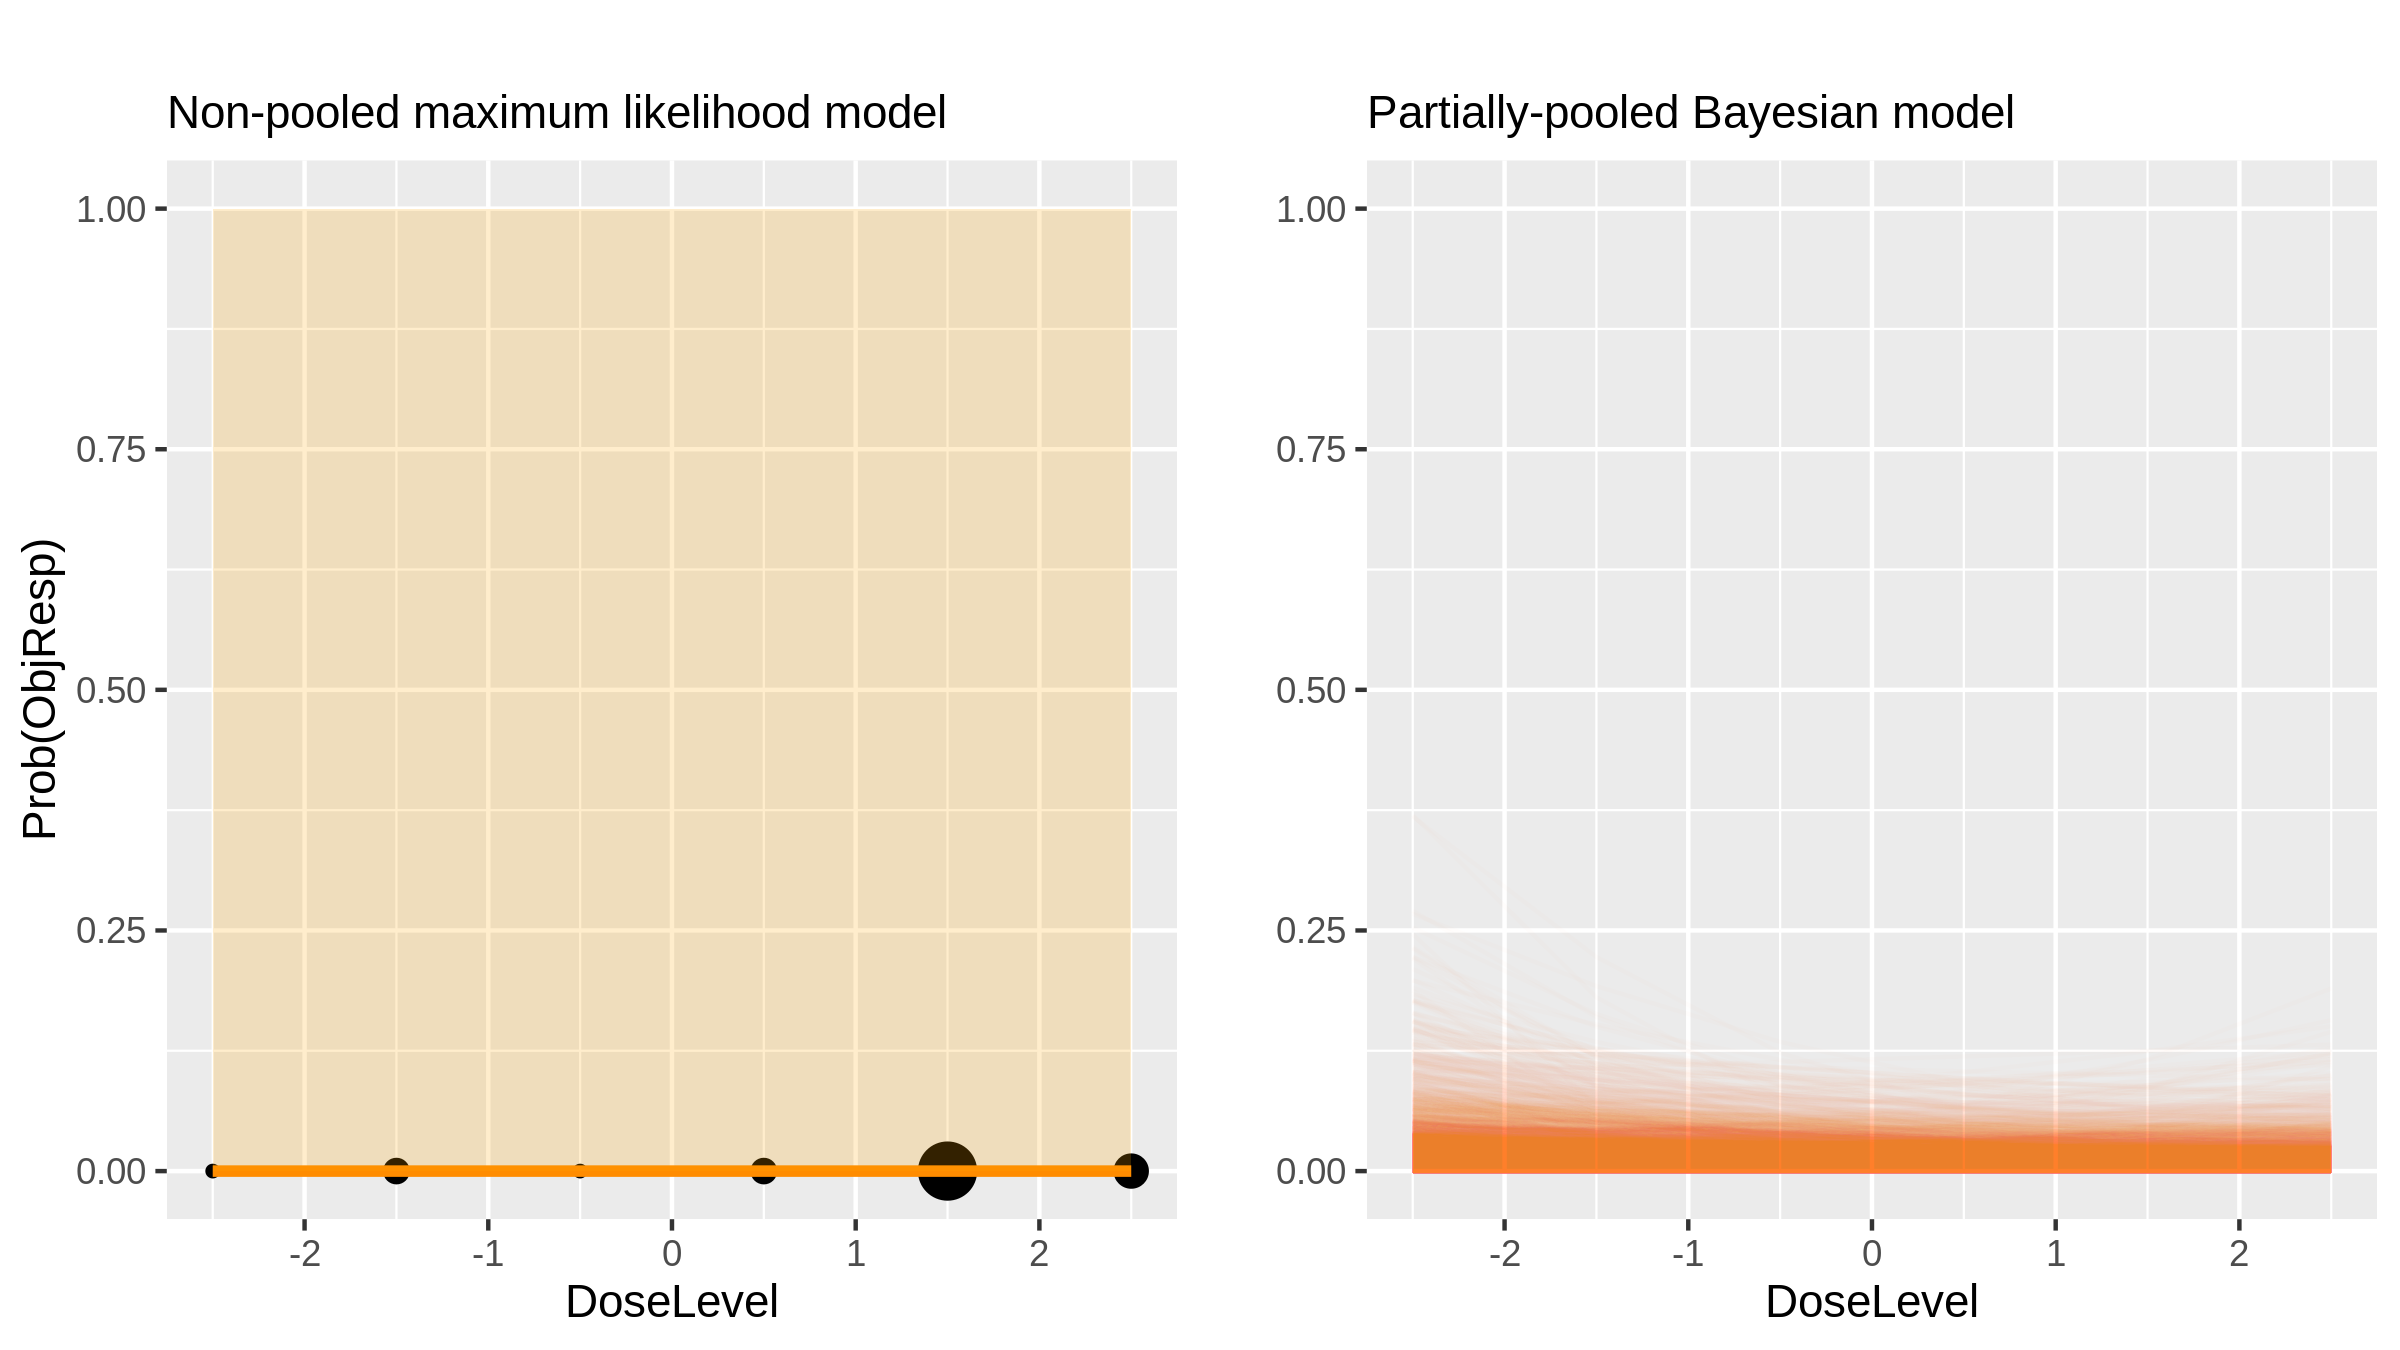 Non-pooled maximum likelihood model
Prob(ObjResp)
1.00
0.75
0.50
0.25
0.00
-2 -1 0 1 2
DoseLevel
Partially-pooled Bayesian model
1.00
0.75
0.50
0.25
0.00
-2 -1 0 1 2
DoseLevel